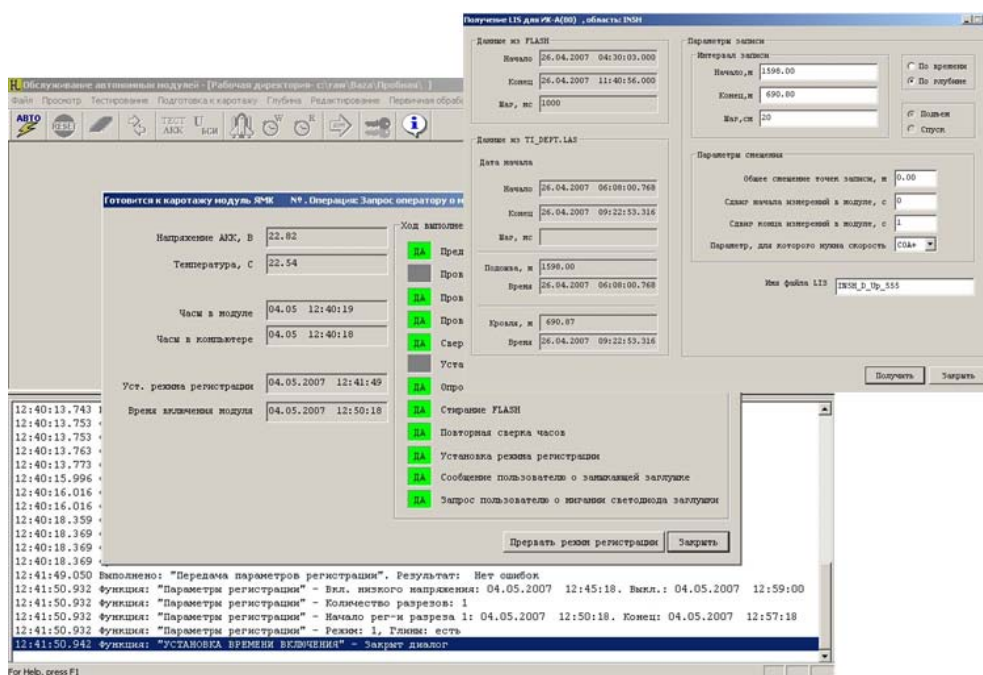 Получение LIS для ИК-А(80) , область: INSH
Данные из FLASH
Начало 26.04.2007 04:30:03.000
Конец 26.04.2007 11:40:56.000
Шаг, мс 1000
Данные из TI_DEPT.LAS
Дата начала
Начало 26.04.2007 06:08:00.768
Конец 26.04.2007 09:22:53.316
Шаг, мс
Подошва, м 1598.00
Время 26.04.2007 06:08:00.768
Кровля, м 690.87
Время 26.04.2007 09:22:53.316
Параметры записи
Интервал записи
Начало,м 1598.00
Конец,м 690.80
Шаг,см 20
По времени
По глубине
Подъем
Спуск
Параметры смещения
Общее смещение точек записи, м 0.00
Сдвиг начала измерений в модуле, с 0
Сдвиг конца измерений в модуле, с 1
Параметр, для которого нужна скорость COA+
Имя файла LIS INSH_D_Up_555
Получить Закрыть
Обслуживание автономных модулей - [Рабочая директория- c:\raw\Baza\Пробная\ ]
Файл Просмотр Тестирование Подготовка к каротажу Глубина Редактирование Первичная обраб
АВТО RESET ТЕСТ АКК U БСИ W K
Готовится к каротажу модуль ЯМК № . Операция: Запрос оператору о м
Напряжение АКК, В 22.82
Температура, С 22.54
Часы в модуле 04.05 12:40:19
Часы в компьютере 04.05 12:40:18
Уст. режима регистрации 04.05.2007 12:41:49
Время включения модуля 04.05.2007 12:50:18
Ход выполне
ДА Пред
Пров
ДА Пров
ДА Пров
ДА Свер
Уста
ДА Опро
ДА Стирание FLASH
ДА Повторная сверка часов
ДА Установка режима регистрации
ДА Сообщение пользователю о замыкающей заглушке
ДА Запрос пользователю о мигании светодиода заглушки
Прервать режим регистрации Закрыть
12:40:13.743
12:40:13.753
12:40:13.753
12:40:13.763
12:40:13.773
12:40:15.996
12:40:16.016
12:40:16.016
12:40:18.359
12:40:18.369
12:40:18.369
12:40:18.369
12:41:49.050 Выполнено: "Передача параметров регистрации". Результат: Нет ошибок
12:41:50.932 Функция: "Параметры регистрации" - Вкл. низкого напряжения: 04.05.2007 12:45:18. Выкл.: 04.05.2007 12:59:00
12:41:50.932 Функция: "Параметры регистрации" - Количество разрезов: 1
12:41:50.932 Функция: "Параметры регистрации" - Начало рег-и разреза 1: 04.05.2007 12:50:18. Конец: 04.05.2007 12:57:18
12:41:50.932 Функция: "Параметры регистрации" - Режим: 1, Глины: есть
12:41:50.942 Функция: "УСТАНОВКА ВРЕМЕНИ ВКЛЮЧЕНИЯ" - Закрыт диалог
For Help, press F1